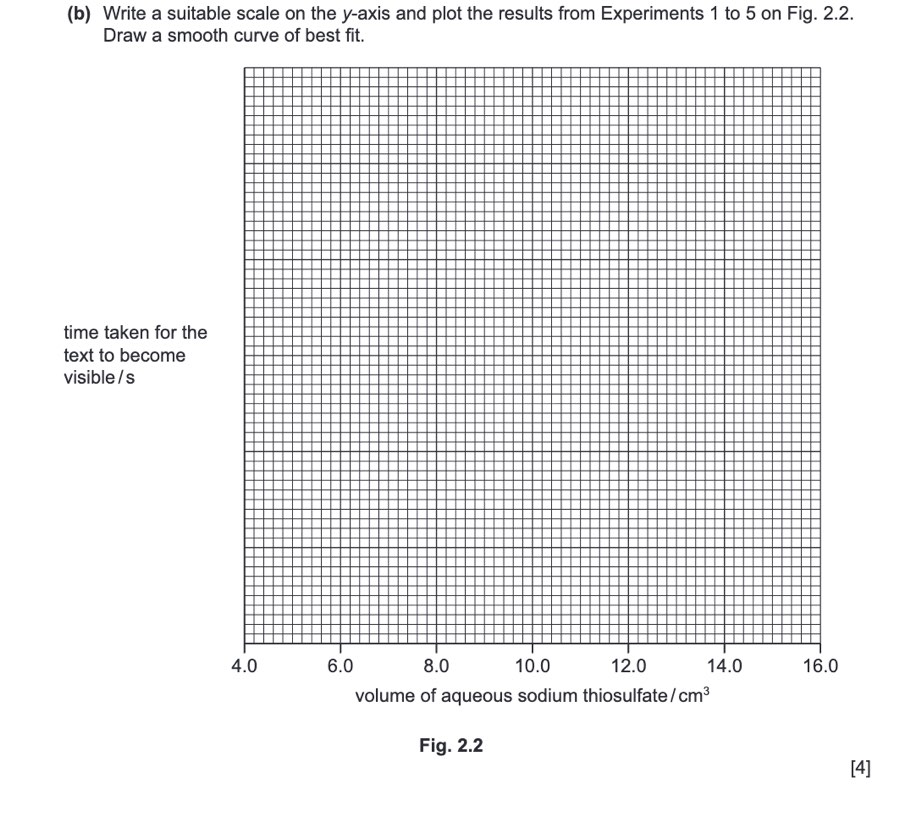 (b) Write a suitable scale on the y-axis and plot the results from Experiments 1 to 5 on Fig. 2.2.
Draw a smooth curve of best fit.
time taken for the
text to become
visible / s
4.0 6.0 8.0 10.0 12.0 14.0 16.0
volume of aqueous sodium thiosulfate / cm³
Fig. 2.2
[4]